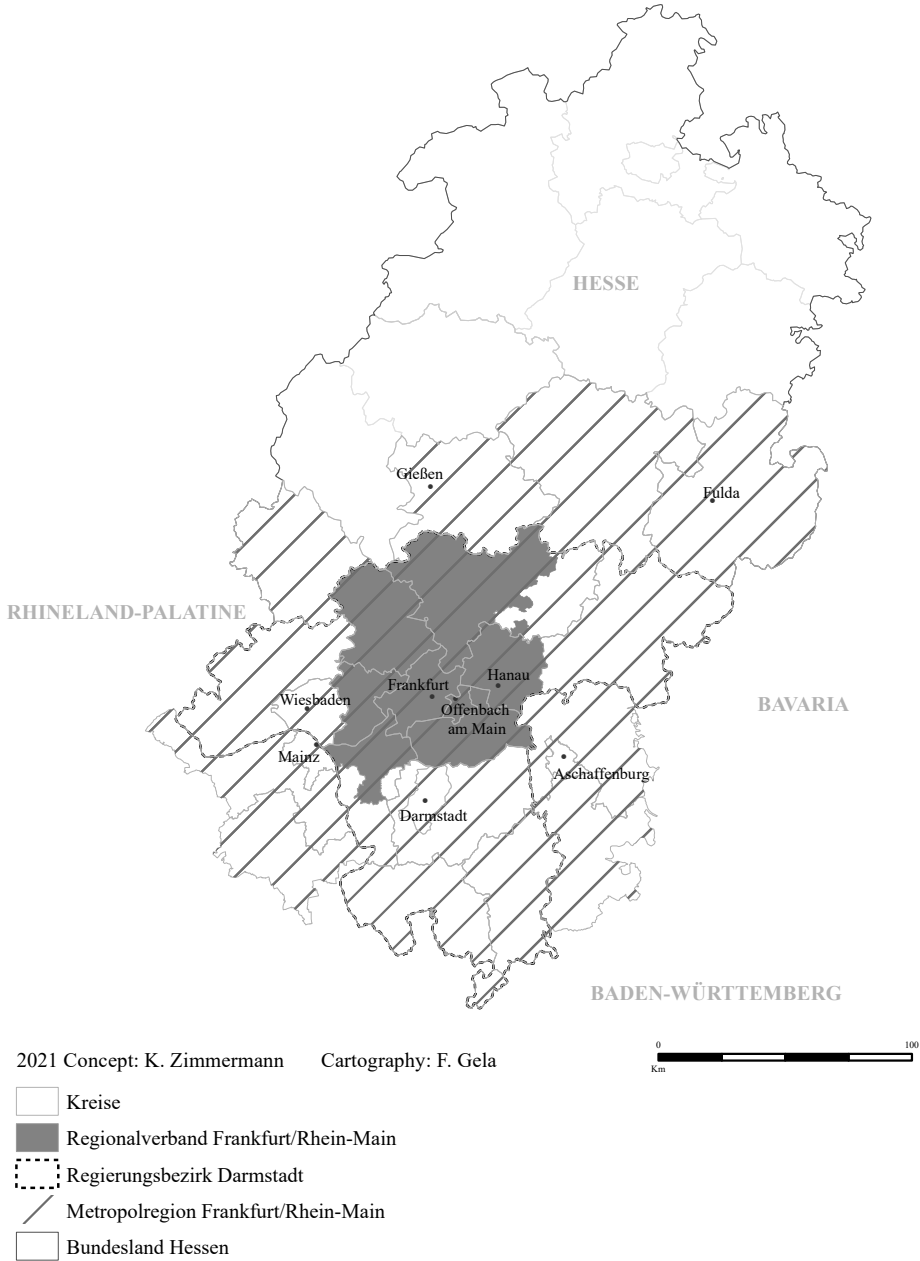 HESSE
Gießen
Fulda
RHINELAND-PALATINE
Hanau
Frankfurt
Wiesbaden
Offenbach
am Main
BAVARIA
Mainz
Aschaffenburg
Darmstadt
BADEN-WÜRTTEMBERG
0 100
Km
2021 Concept: K. Zimmermann Cartography: F. Gela
Kreise
Regionalverband Frankfurt/Rhein-Main
Regierungsbezirk Darmstadt
Metropolregion Frankfurt/Rhein-Main
Bundesland Hessen